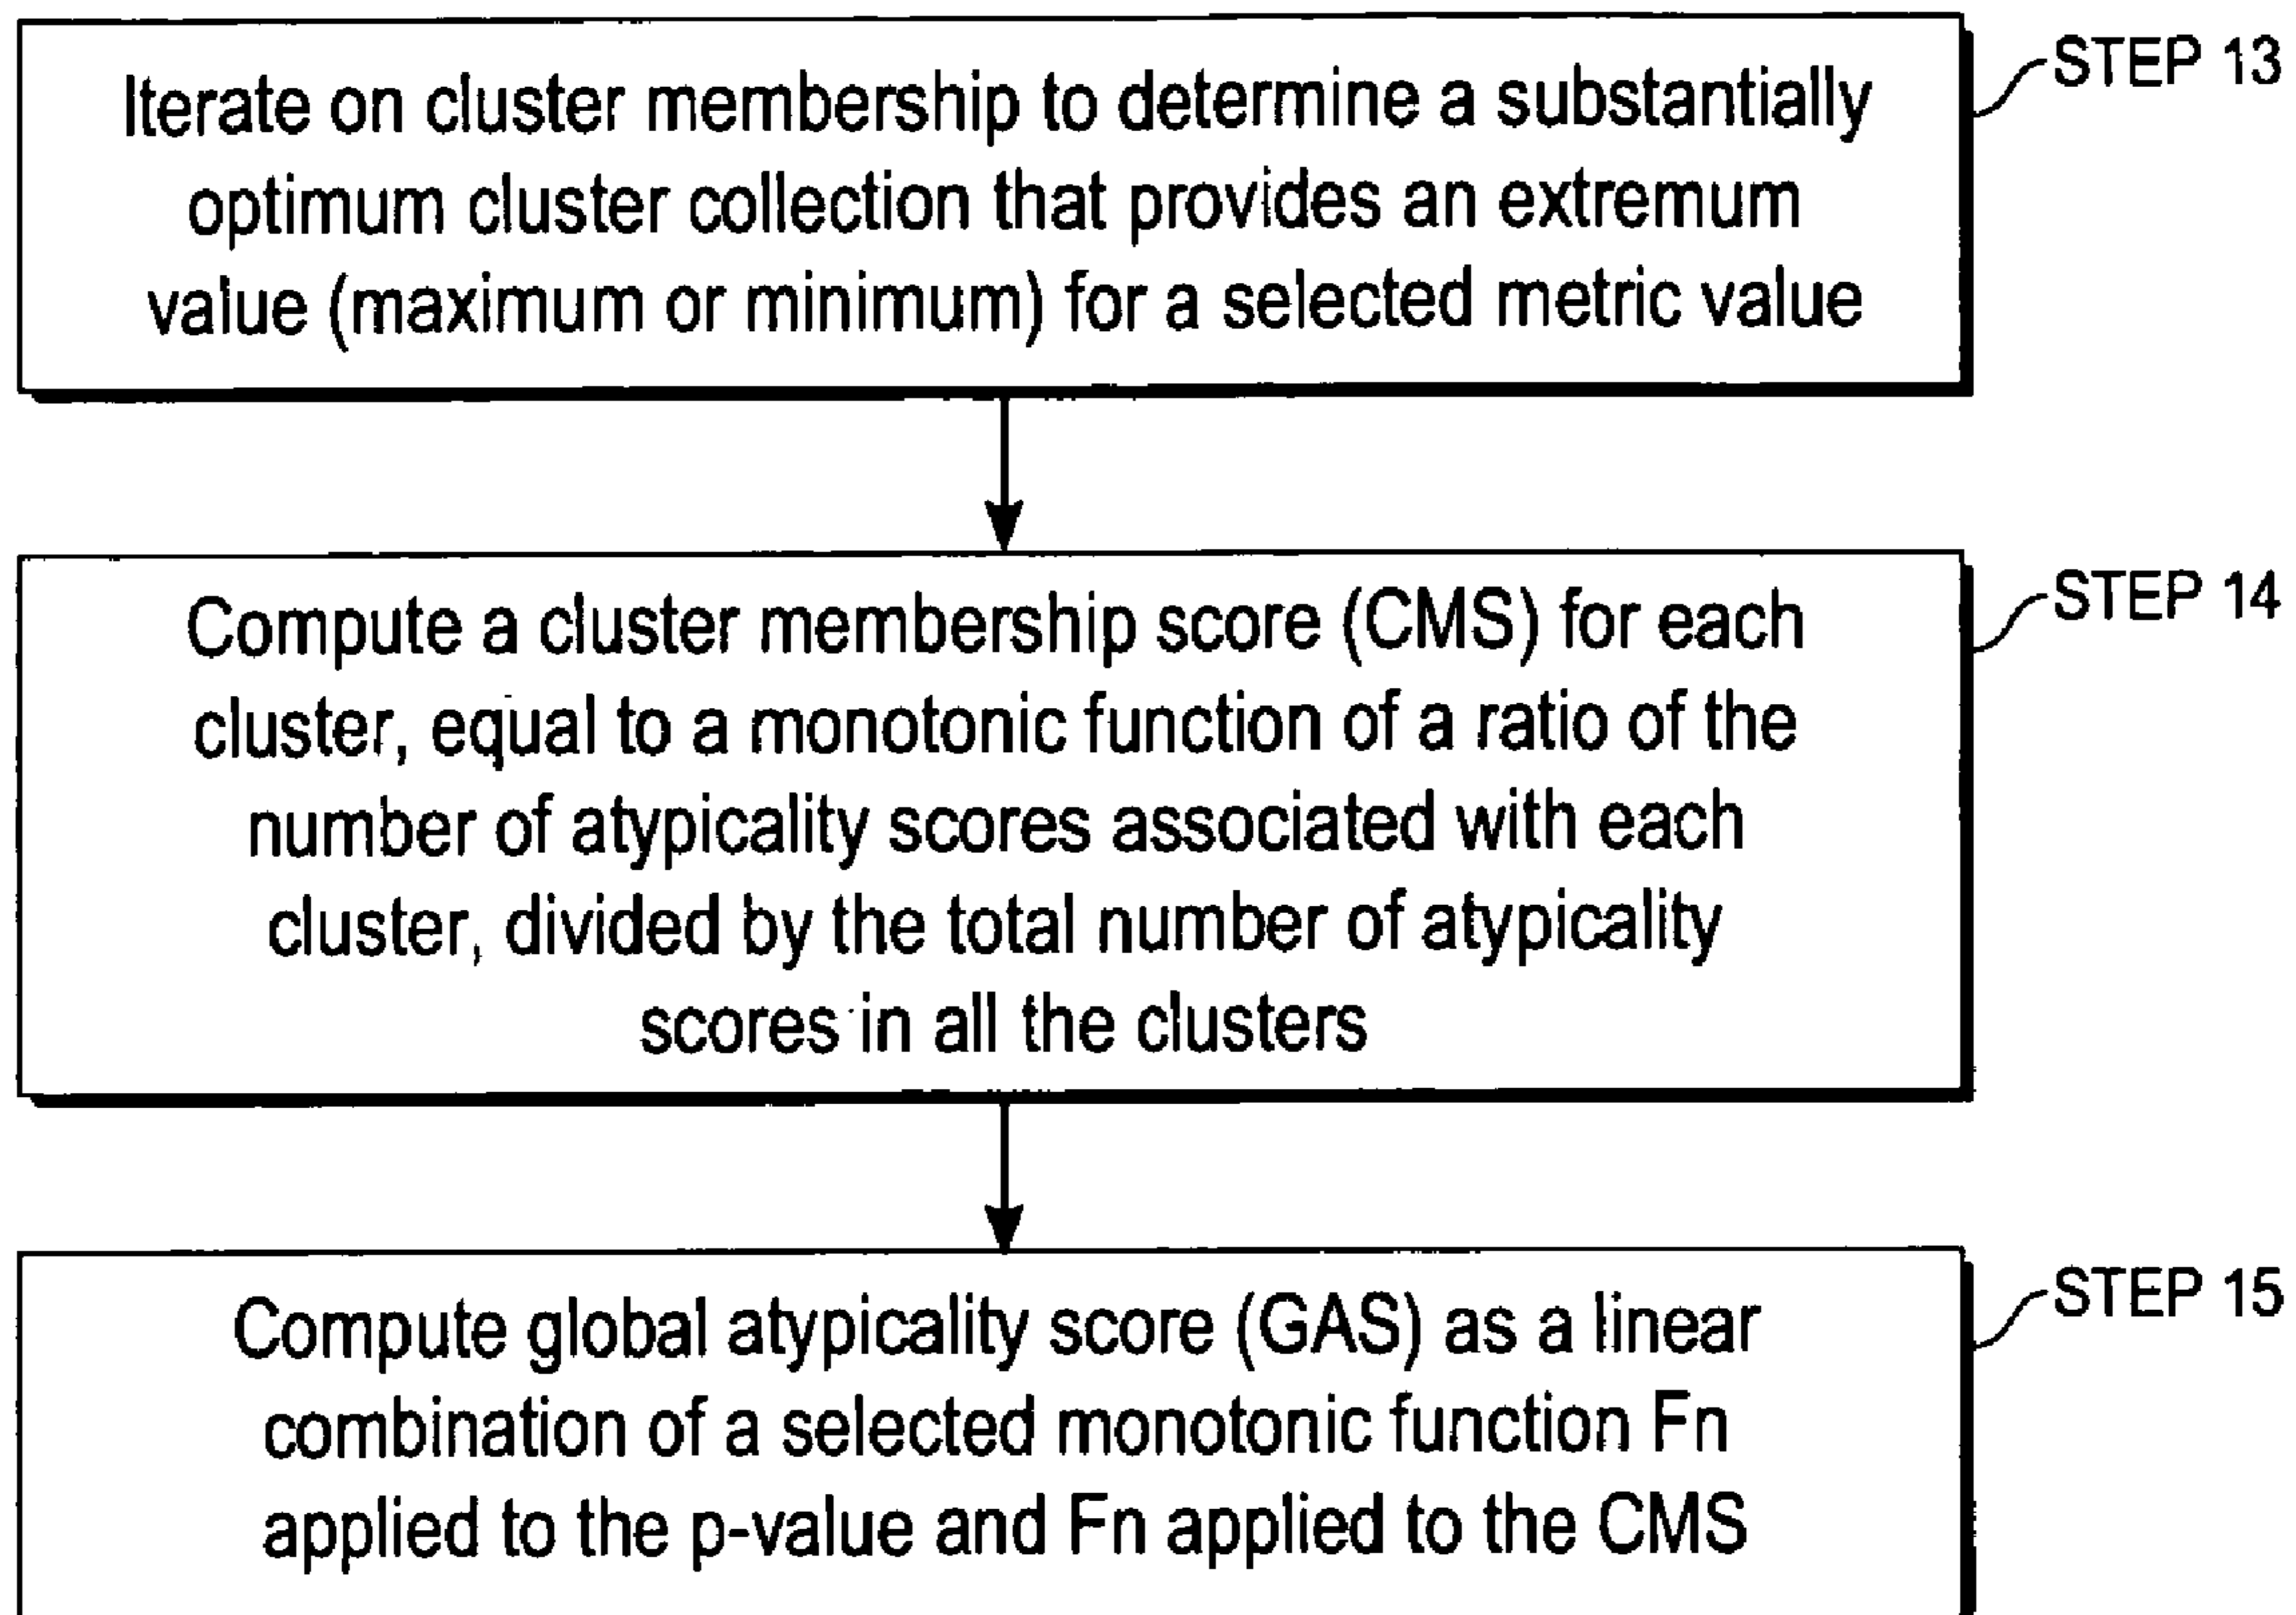 Iterate on cluster membership to determine a substantially
optimum cluster collection that provides an extremum
value (maximum or minimum) for a selected metric value
STEP 13
Compute a cluster membership score (CMS) for each
cluster, equal to a monotonic function of a ratio of the
number of atypicality scores associated with each
cluster, divided by the total number of atypicality
scores in all the clusters
STEP 14
Compute global atypicality score (GAS) as a linear
combination of a selected monotonic function Fn
applied to the p-value and Fn applied to the CMS
STEP 15